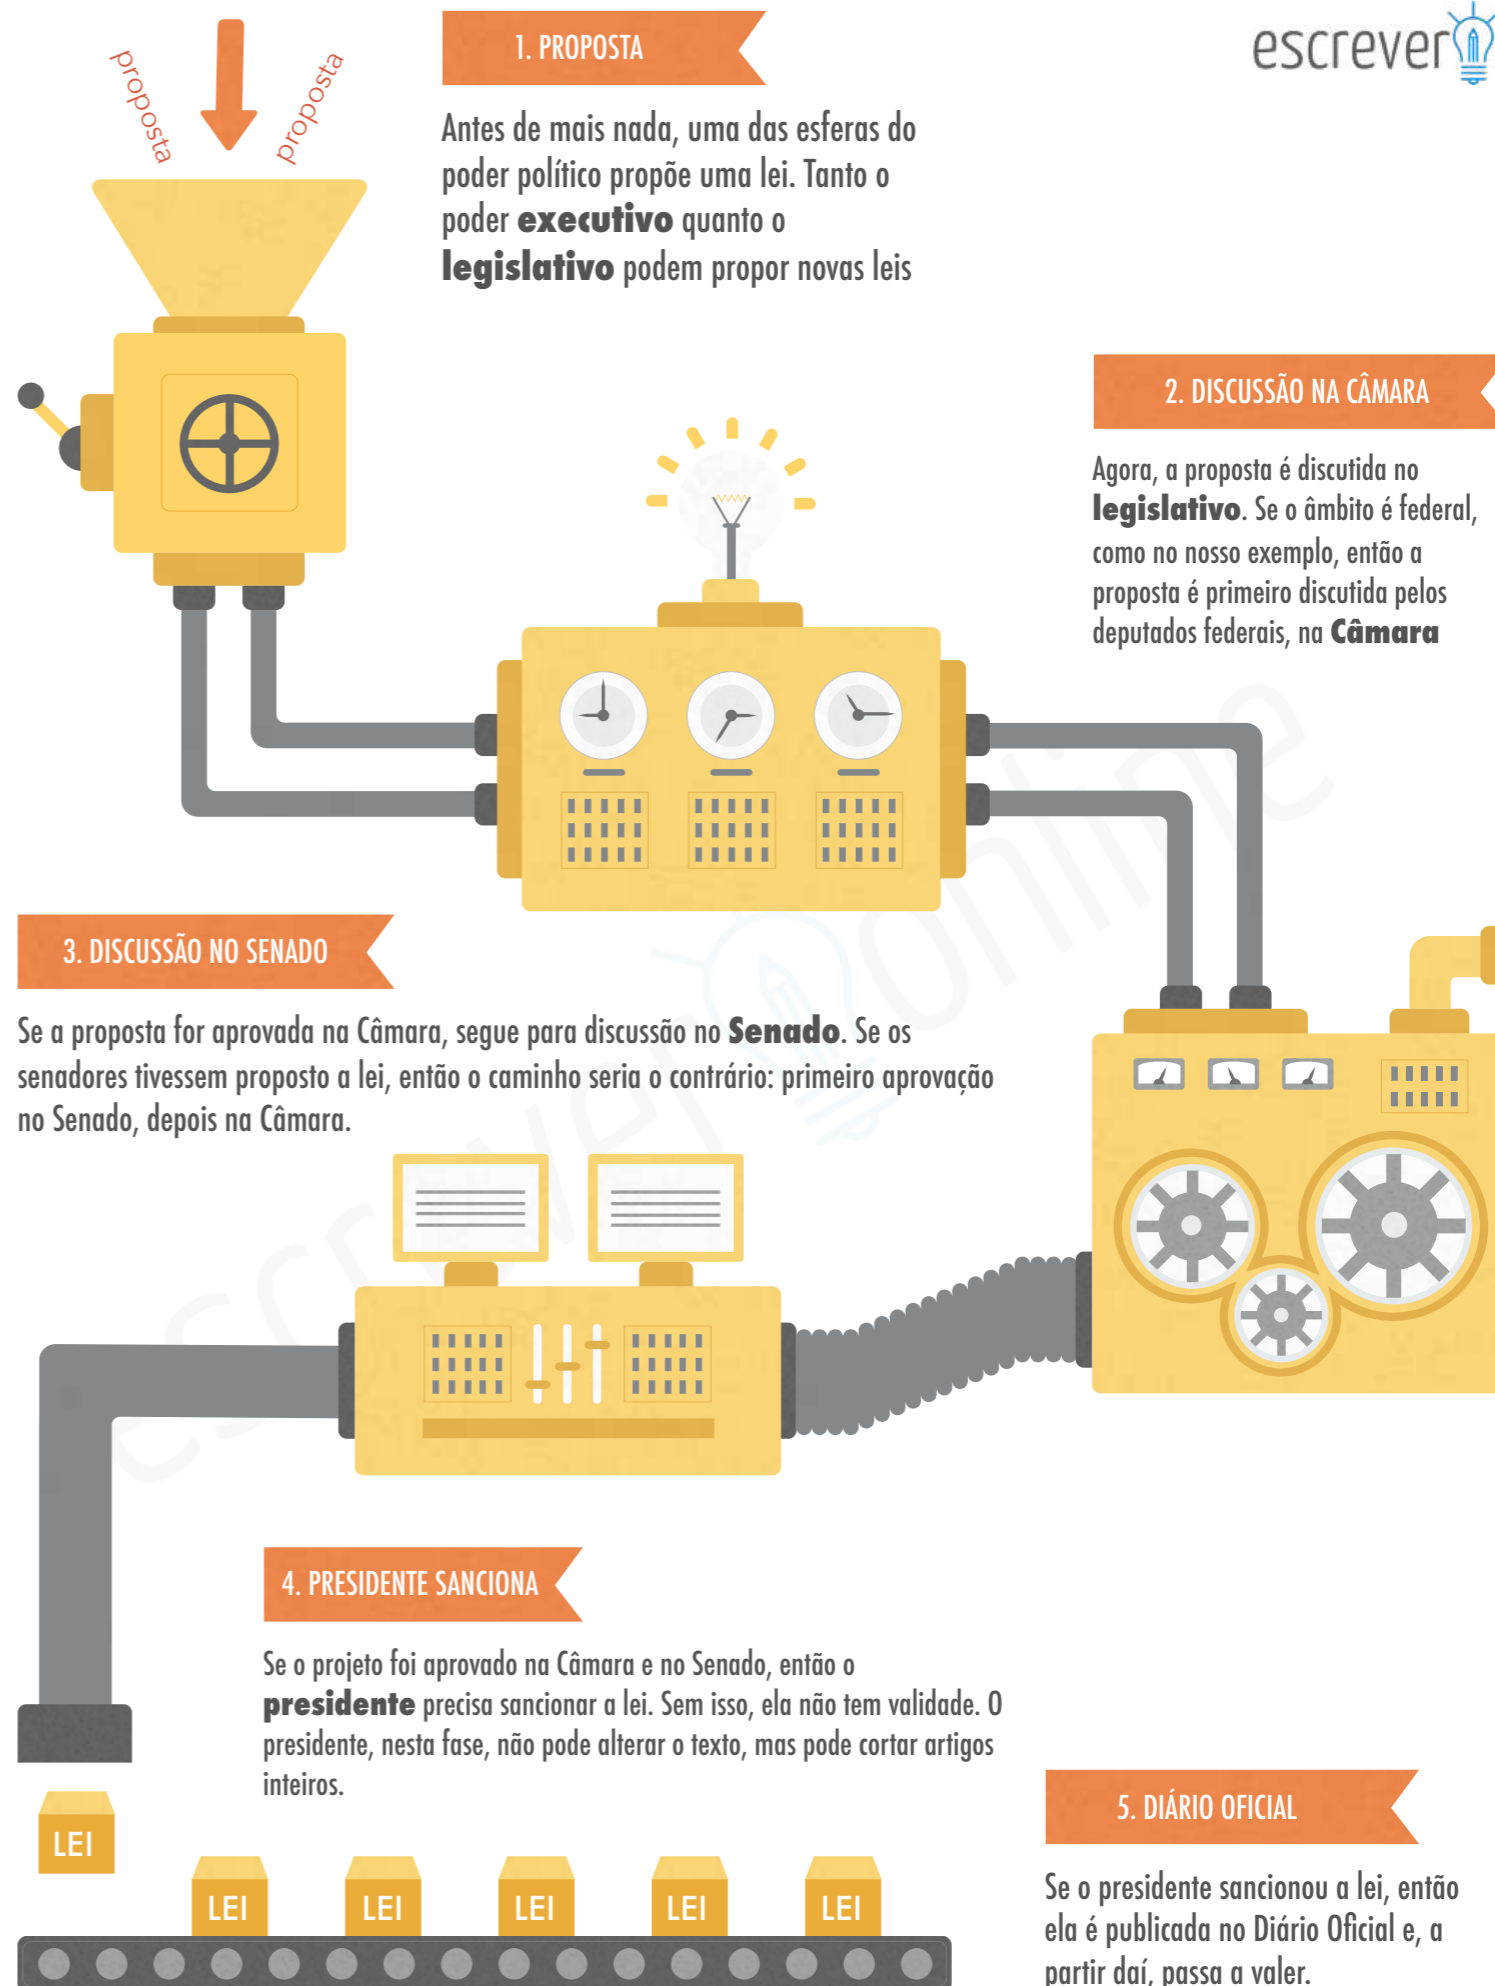 proposta
proposta
1. PROPOSTA
escrever
Antes de mais nada, uma das esferas do
poder político propõe uma lei. Tanto o
poder executivo quanto o
legislativo podem propor novas leis
2. DISCUSSÃO NA CÂMARA
Agora, a proposta é discutida no
legislativo. Se o âmbito é federal,
como no nosso exemplo, então a
proposta é primeiro discutida pelos
deputados federais, na Câmara
3. DISCUSSÃO NO SENADO
Se a proposta for aprovada na Câmara, segue para discussão no Senado. Se os
senadores tivessem proposto a lei, então o caminho seria o contrário: primeiro aprovação
no Senado, depois na Câmara.
escrever online
4. PRESIDENTE SANCIONA
Se o projeto foi aprovado na Câmara e no Senado, então o
presidente precisa sancionar a lei. Sem isso, ela não tem validade. O
presidente, nesta fase, não pode alterar o texto, mas pode cortar artigos
inteiros.
LEI
LEI
LEI
LEI
LEI
LEI
5. DIÁRIO OFICIAL
Se o presidente sancionou a lei, então
ela é publicada no Diário Oficial e, a
partir daí, passa a valer.